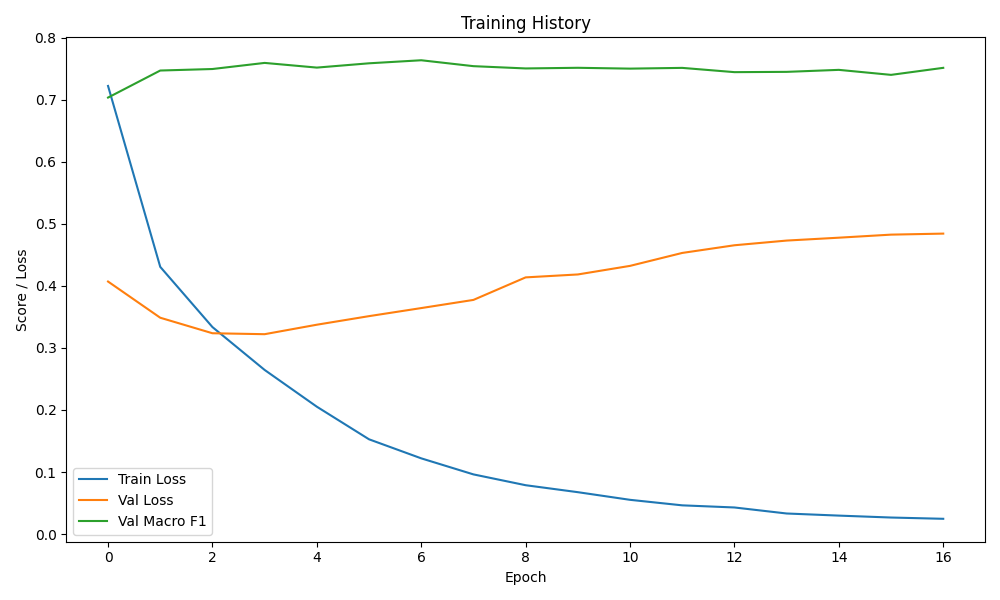 Training History
Score / Loss
0.8
0.7
0.6
0.5
0.4
0.3
0.2
0.1
0.0
Train Loss
Val Loss
Val Macro F1
0 2 4 6 8 10 12 14 16
Epoch